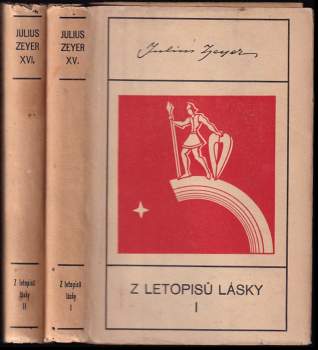 JULIUS
ZEYER
XVI.
Z letopisů
lásky
II
JULIUS
ZEYER
XV.
Z letopisů
lásky
I
Julius Zeyer
Z LETOPISŮ LÁSKY
I